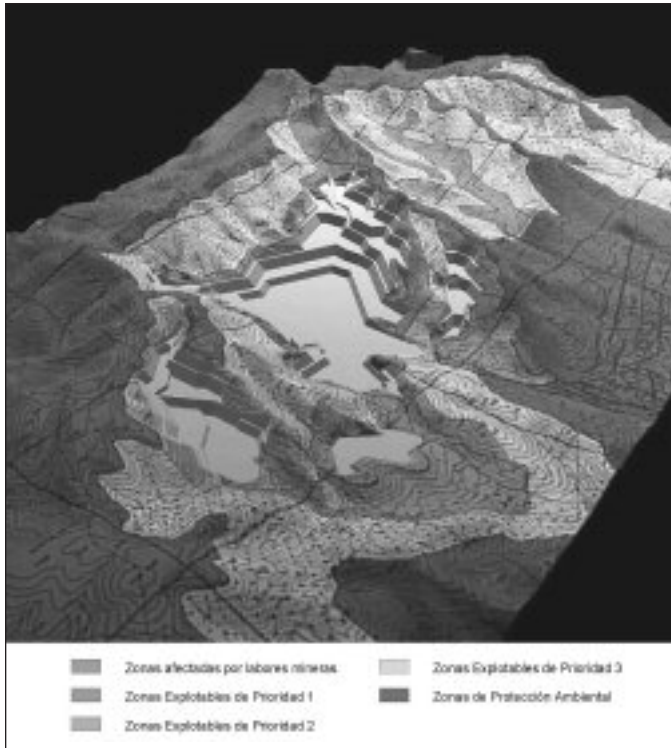 Zonas afectadas por labores mineras.
Zonas Explotables de Prioridad 1
Zonas Explotables de Prioridad 2
Zonas Explotables de Prioridad 3
Zonas de Protección Ambiental